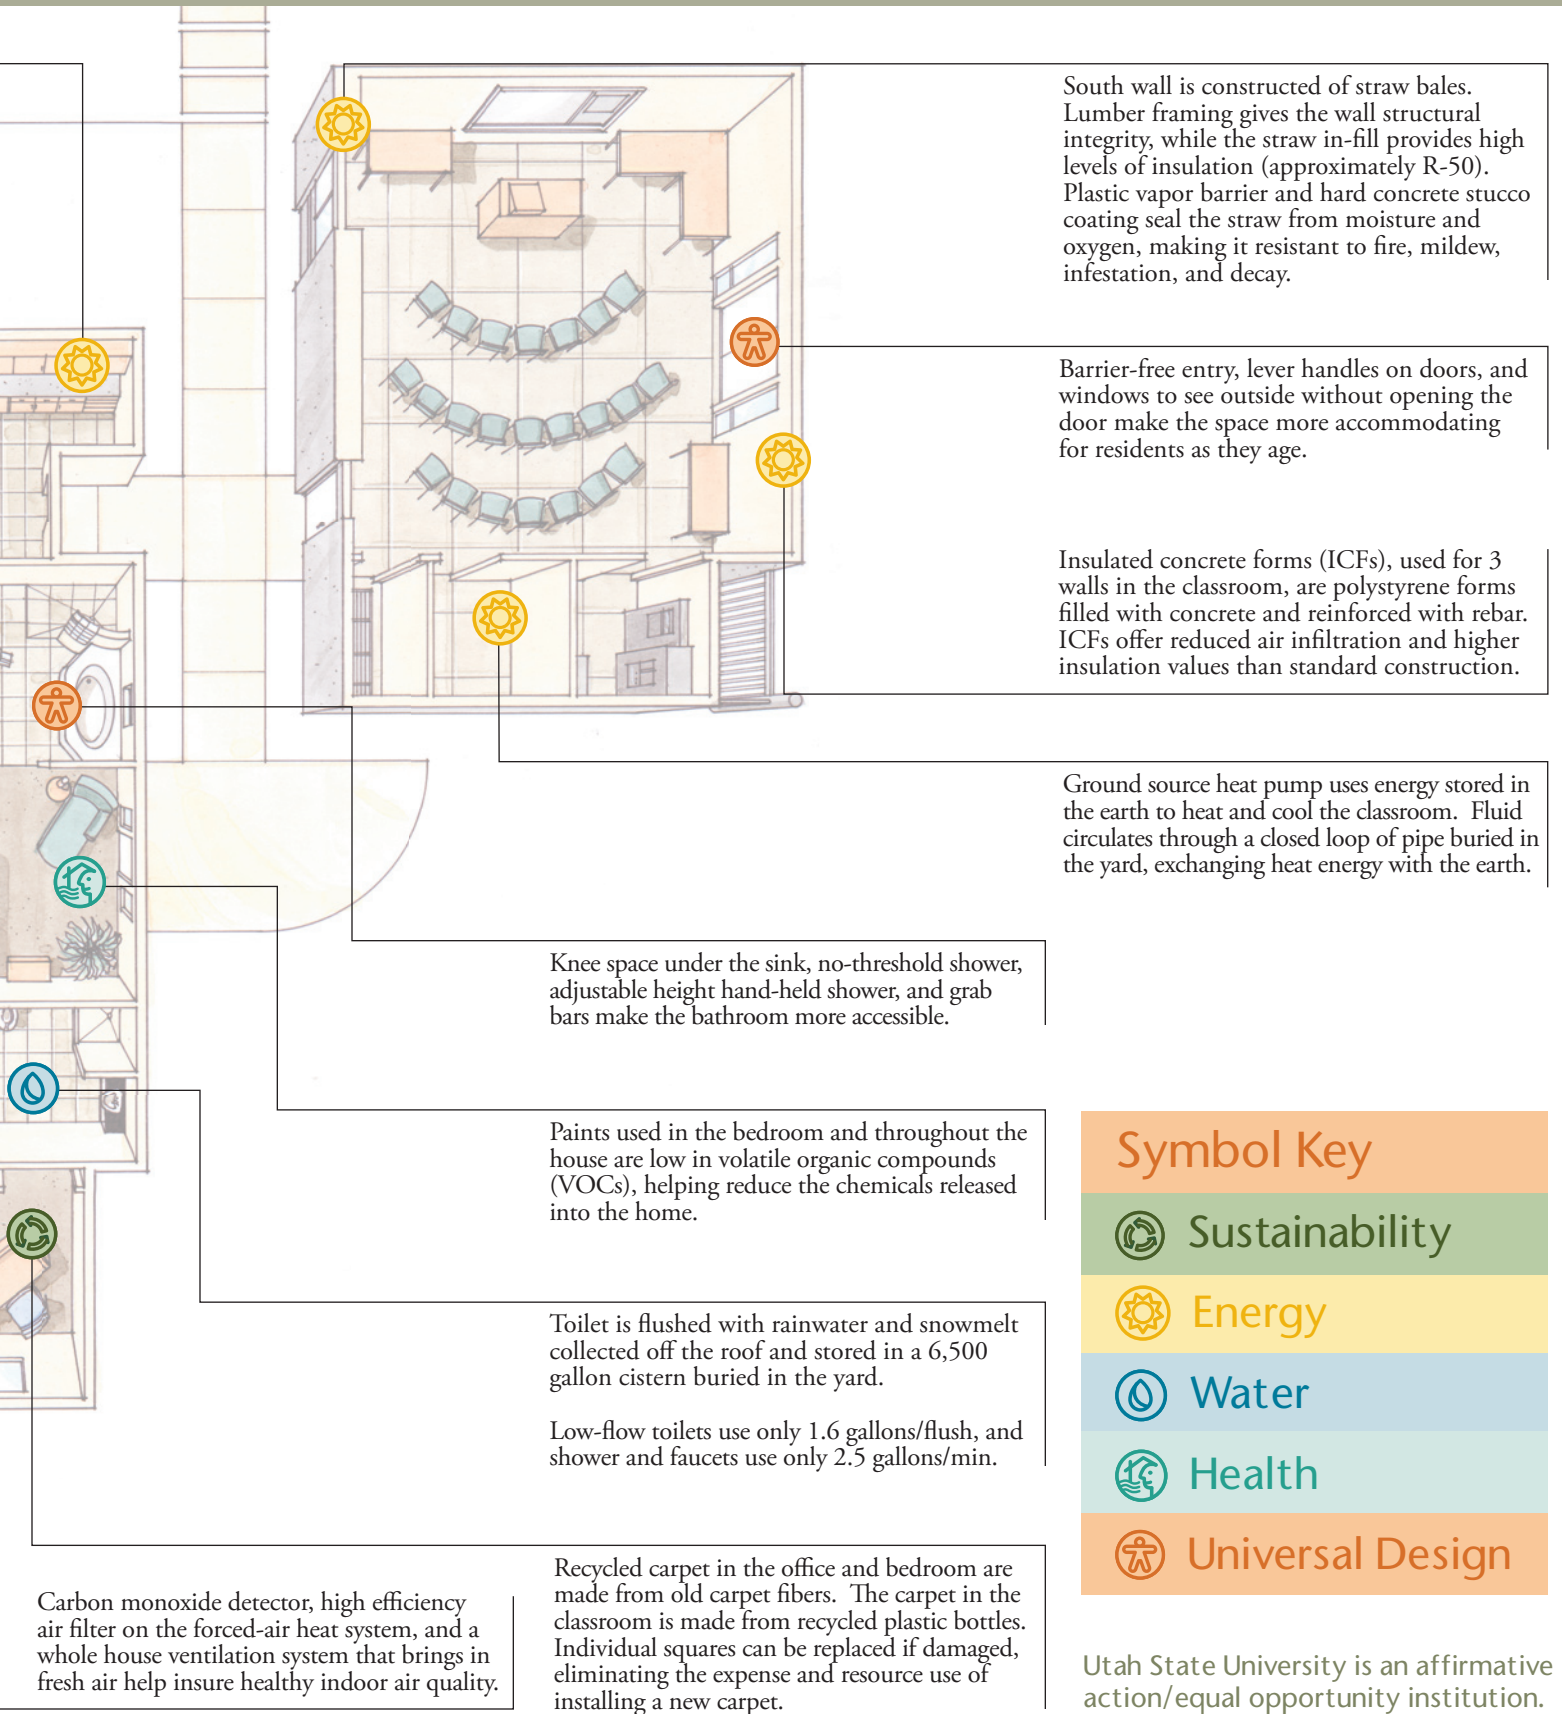 South wall is constructed of straw bales.
Lumber framing gives the wall structural
integrity, while the straw in-fill provides high
levels of insulation (approximately R-50).
Plastic vapor barrier and hard concrete stucco
coating seal the straw from moisture and
oxygen, making it resistant to fire, mildew,
infestation, and decay.
Barrier-free entry, lever handles on doors, and
windows to see outside without opening the
door make the space more accommodating
for residents as they age.
Insulated concrete forms (ICFs), used for 3
walls in the classroom, are polystyrene forms
filled with concrete and reinforced with rebar.
ICFs offer reduced air infiltration and higher
insulation values than standard construction.
Ground source heat pump uses energy stored in
the earth to heat and cool the classroom.  Fluid
circulates through a closed loop of pipe buried in
the yard, exchanging heat energy with the earth.
Knee space under the sink, no-threshold shower,
adjustable height hand-held shower, and grab
bars make the bathroom more accessible.
Paints used in the bedroom and throughout the
house are low in volatile organic compounds
(VOCs), helping reduce the chemicals released
into the home.
Toilet is flushed with rainwater and snowmelt
collected off the roof and stored in a 6,500
gallon cistern buried in the yard.
Low-flow toilets use only 1.6 gallons/flush, and
shower and faucets use only 2.5 gallons/min.
Recycled carpet in the office and bedroom are
made from old carpet fibers.  The carpet in the
classroom is made from recycled plastic bottles.
Individual squares can be replaced if damaged,
eliminating the expense and resource use of
installing a new carpet.
Carbon monoxide detector, high efficiency
air filter on the forced-air heat system, and a
whole house ventilation system that brings in
fresh air help insure healthy indoor air quality.
Symbol Key
Sustainability
Energy
Water
Health
Universal Design
Utah State University is an affirmative
action/equal opportunity institution.